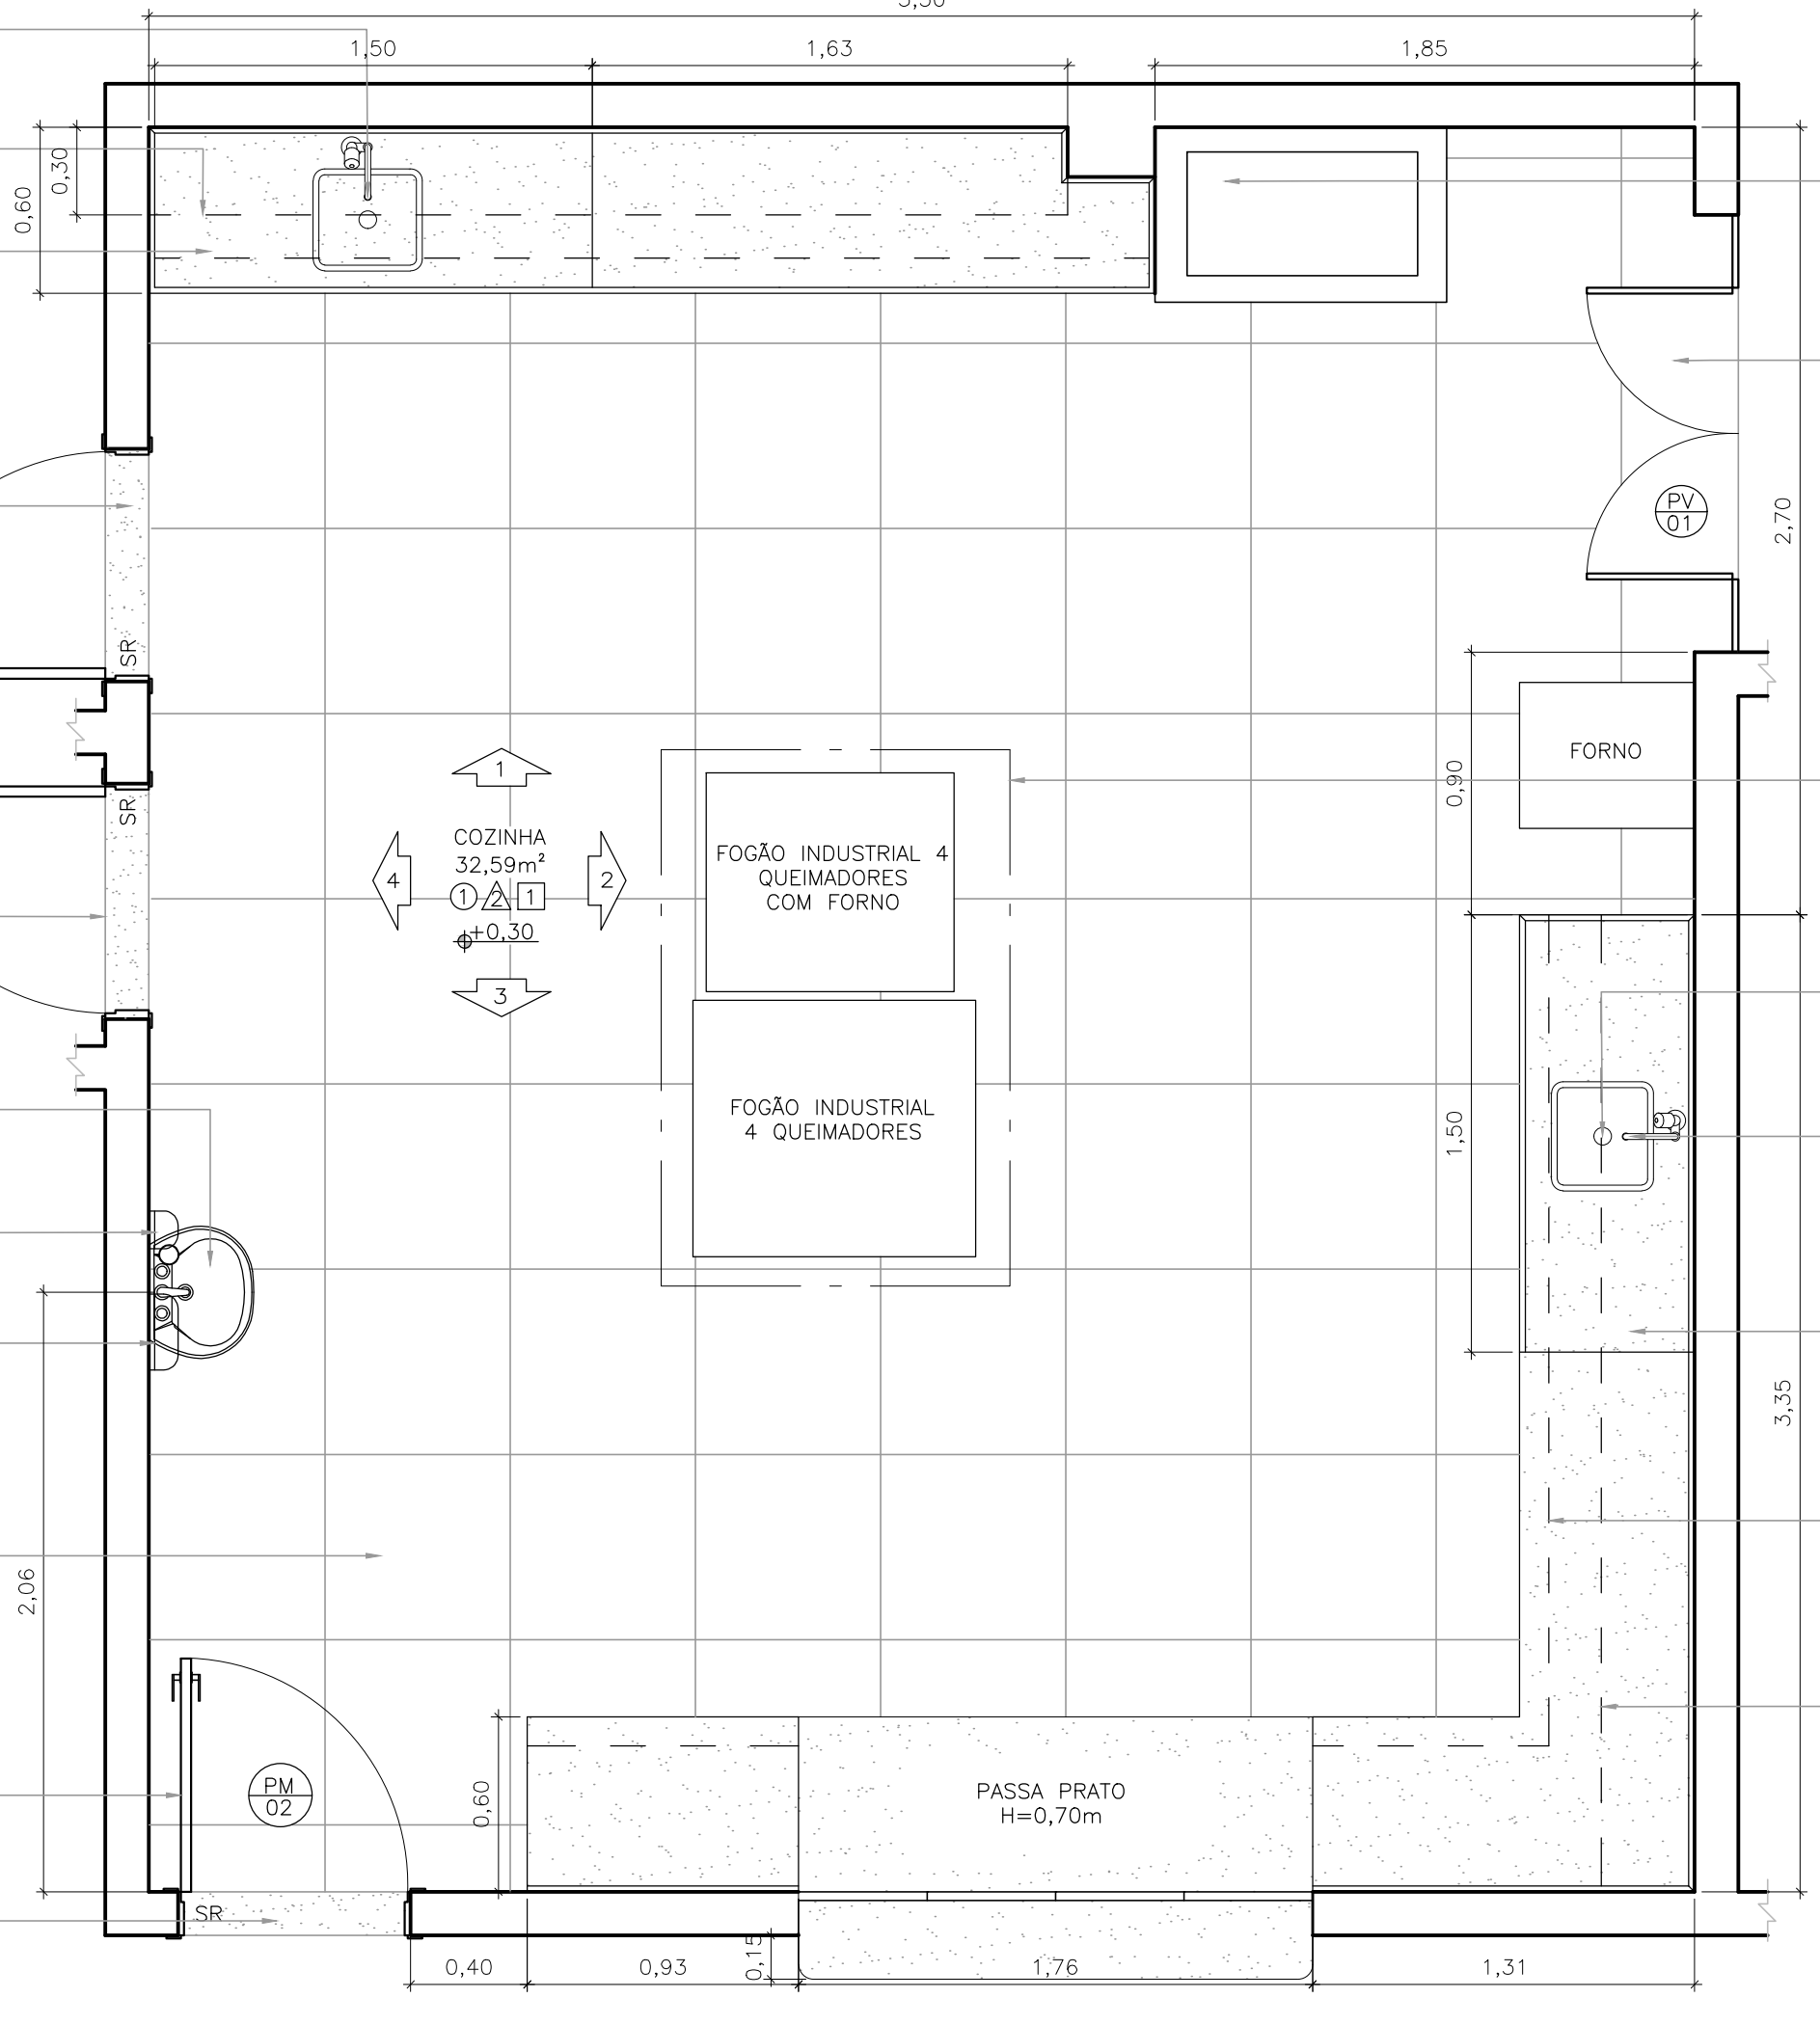 1,50
1,63
1,85
0,30
0,60
PV
01
2,70
SR
SR
FORNO
0,90
1
COZINHA
32,59m²
4
2
1 2 1
+0,30
3
FOGÃO INDUSTRIAL 4
QUEIMADORES
COM FORNO
FOGÃO INDUSTRIAL
4 QUEIMADORES
1,50
3,35
2,06
PM
02
0,60
PASSA PRATO
H=0,70m
SR
0,40
0,93
0,15
1,76
1,31